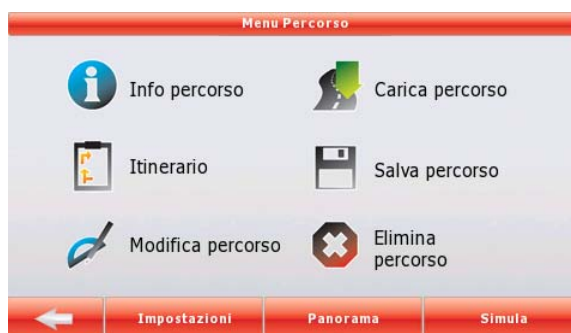 Menu Percorso
Info percorso
Carica percorso
Itinerario
Salva percorso
Modifica percorso
Elimina
percorso
Impostazioni
Panorama
Simula